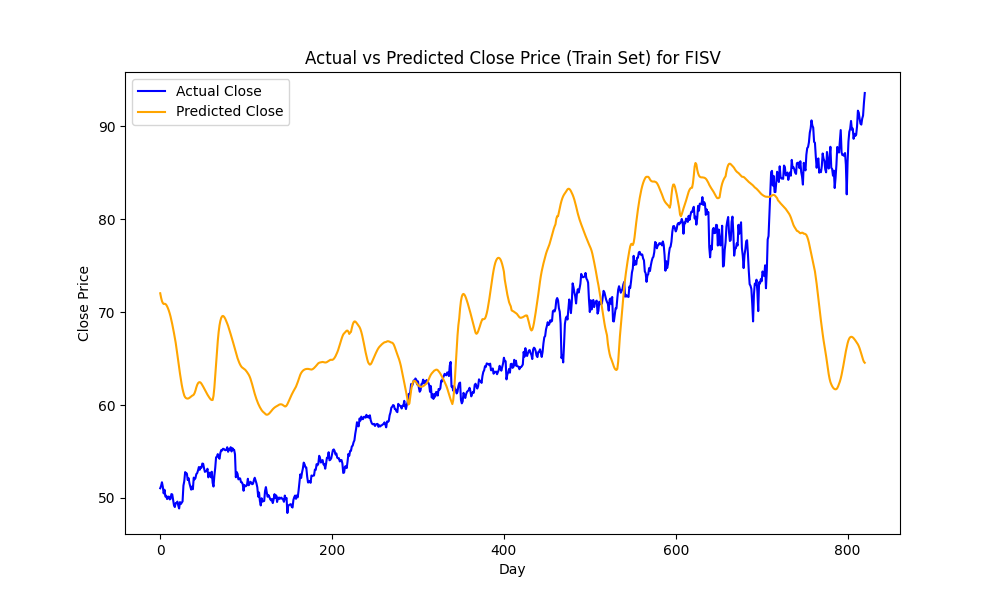 Actual vs Predicted Close Price (Train Set) for FISV
Actual Close
Predicted Close
90
80
70
60
50
Close Price
0 200 400 600 800
Day